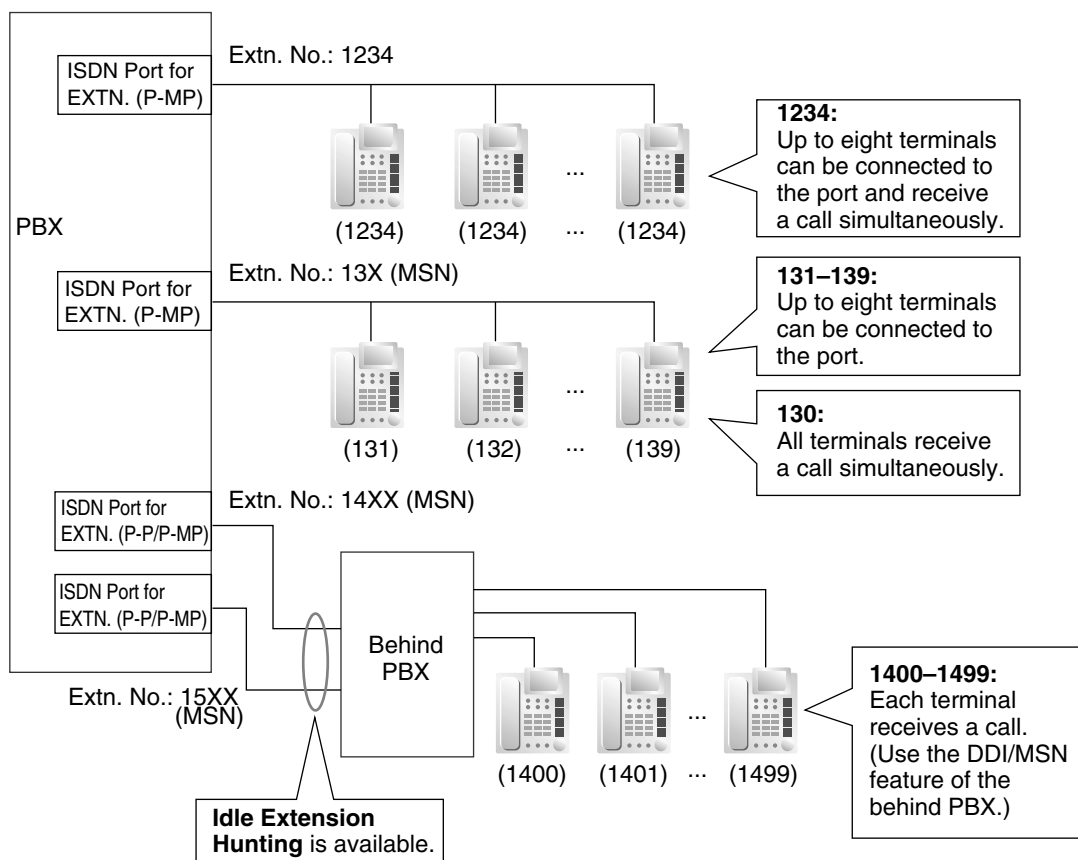 ISDN Port for
EXTN. (P-MP)
Extn. No.: 1234
(1234) (1234) ... (1234)
...
1234:
Up to eight terminals
can be connected to
the port and receive
a call simultaneously.
PBX
ISDN Port for
EXTN. (P-MP)
Extn. No.: 13X (MSN)
...
(131) (132) ... (139)
131–139:
Up to eight terminals
can be connected to
the port.
130:
All terminals receive
a call simultaneously.
Extn. No.: 14XX (MSN)
ISDN Port for
EXTN. (P-P/P-MP)
ISDN Port for
EXTN. (P-P/P-MP)
Extn. No.: 15XX
(MSN)
Behind
PBX
...
(1400) (1401) ... (1499)
1400–1499:
Each terminal
receives a call.
(Use the DDI/MSN
feature of the
behind PBX.)
Idle Extension
Hunting is available.